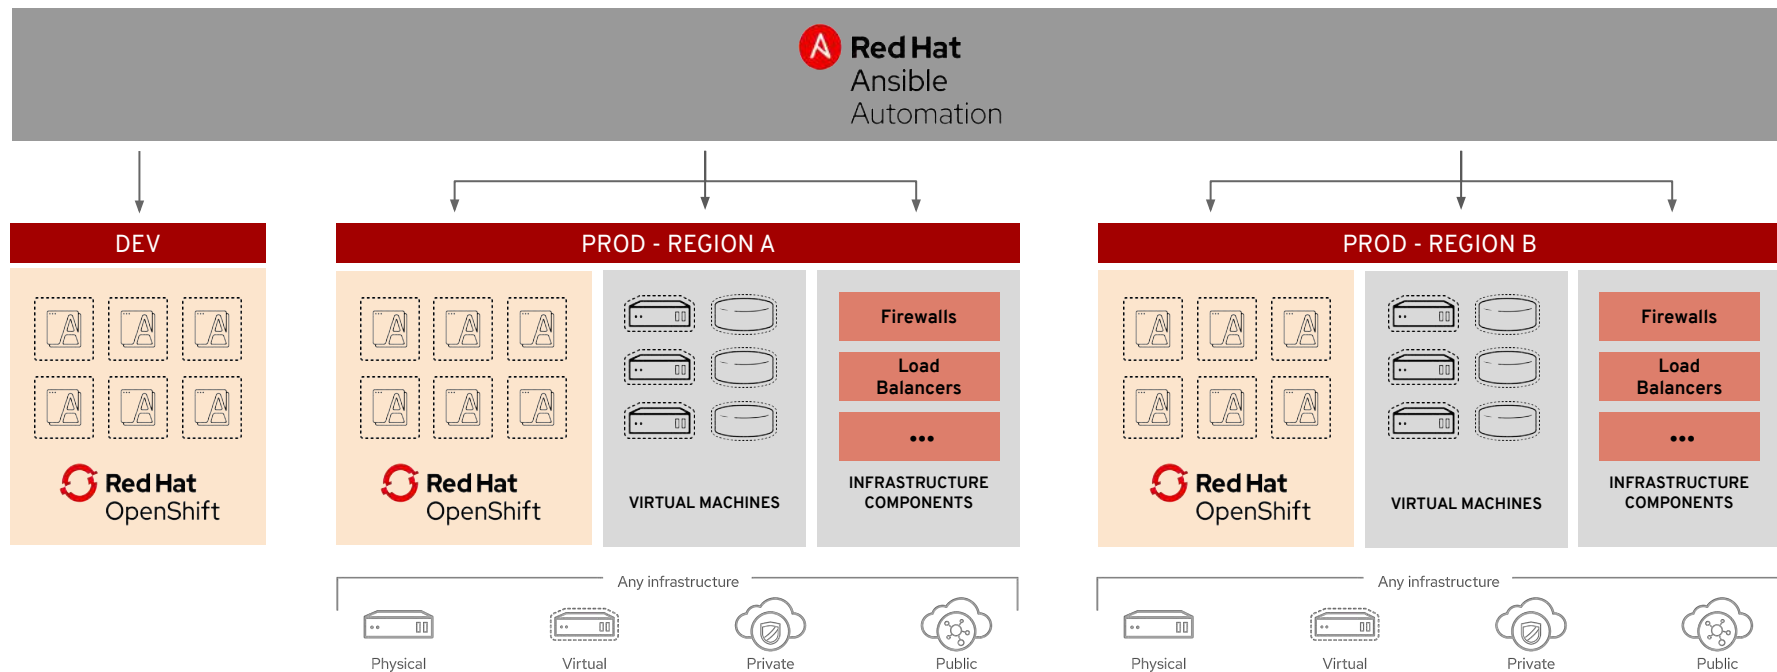 Red Hat
Ansible
Automation
DEV
Red Hat
OpenShift
PROD - REGION A
Red Hat
OpenShift
VIRTUAL MACHINES
Firewalls
Load
Balancers
...
INFRASTRUCTURE
COMPONENTS
Any infrastructure
Physical
Virtual
Private
Public
PROD - REGION B
Red Hat
OpenShift
VIRTUAL MACHINES
Firewalls
Load
Balancers
...
INFRASTRUCTURE
COMPONENTS
Any infrastructure
Physical
Virtual
Private
Public